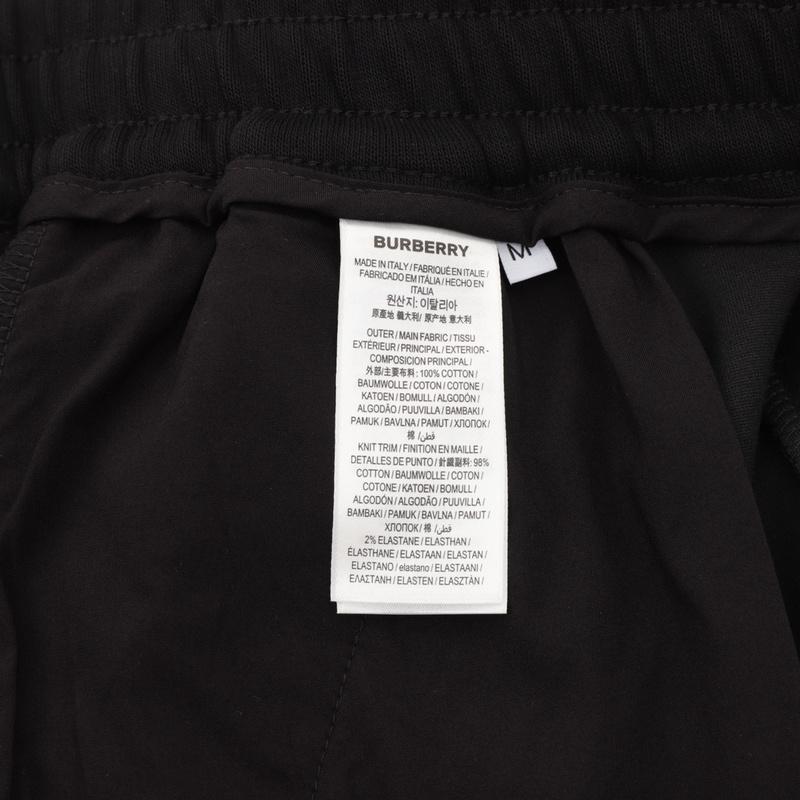 BURBERRY
MADE IN ITALY / FABRIQUÉ EN ITALIE /
FABRICADO EM ITÁLIA / HECHO EN
ITALIA
원산지: 이탈리아
原產地 義大利/ 原产地 意大利
OUTER / MAIN FABRIC / TISSU
EXTÉRIEUR / PRINCIPAL / EXTERIOR -
COMPOSICION PRINCIPAL /
外部/主要布料: 100% COTTON /
BAUMWOLLE / COTON / COTONE /
KATOEN / BOMULL / ALGODÓN /
ALGODÃO / PUUVILLA / BAMBAKI /
PAMUK / BAVLNA / PAMUT / ХЛОПОК /
棉 /قطن
KNIT TRIM / FINITION EN MAILLE /
DETALLES DE PUNTO / 針織副料: 98%
COTTON / BAUMWOLLE / COTON /
COTONE / KATOEN / BOMULL /
ALGODÓN / ALGODÃO / PUUVILLA /
BAMBAKI / PAMUK / BAVLNA / PAMUT /
ХЛОПОК / 棉 /قطن
2% ELASTANE / ELASTHAN /
ÉLASTHANE / ELASTAAN / ELASTAN /
ELASTANO / elastano / ELASTAANI /
ΕΛΑΣΤΑΝΗ / ELASTEN / ELASZTÁN /
M